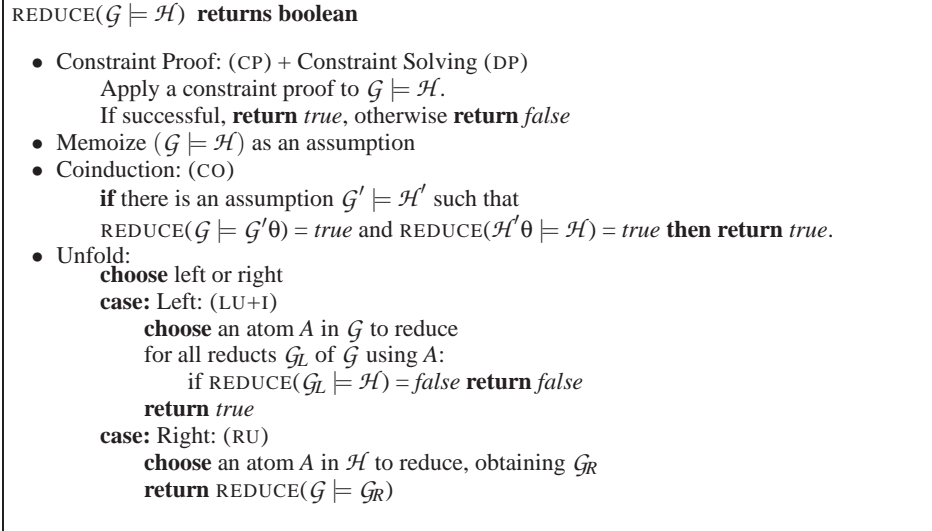 REDUCE(𝒢 ⊨ ℋ) returns boolean
• Constraint Proof: (CP) + Constraint Solving (DP)
Apply a constraint proof to 𝒢 ⊨ ℋ.
If successful, return true, otherwise return false
• Memoize (𝒢 ⊨ ℋ) as an assumption
• Coinduction: (CO)
if there is an assumption 𝒢′ ⊨ ℋ′ such that
REDUCE(𝒢 ⊨ 𝒢′θ) = true and REDUCE(ℋ′θ ⊨ ℋ) = true then return true.
• Unfold:
choose left or right
case: Left: (LU+I)
choose an atom A in 𝒢 to reduce
for all reducts 𝒢L of 𝒢 using A:
if REDUCE(𝒢L ⊨ ℋ) = false return false
return true
case: Right: (RU)
choose an atom A in ℋ to reduce, obtaining 𝒢R
return REDUCE(𝒢 ⊨ 𝒢R)